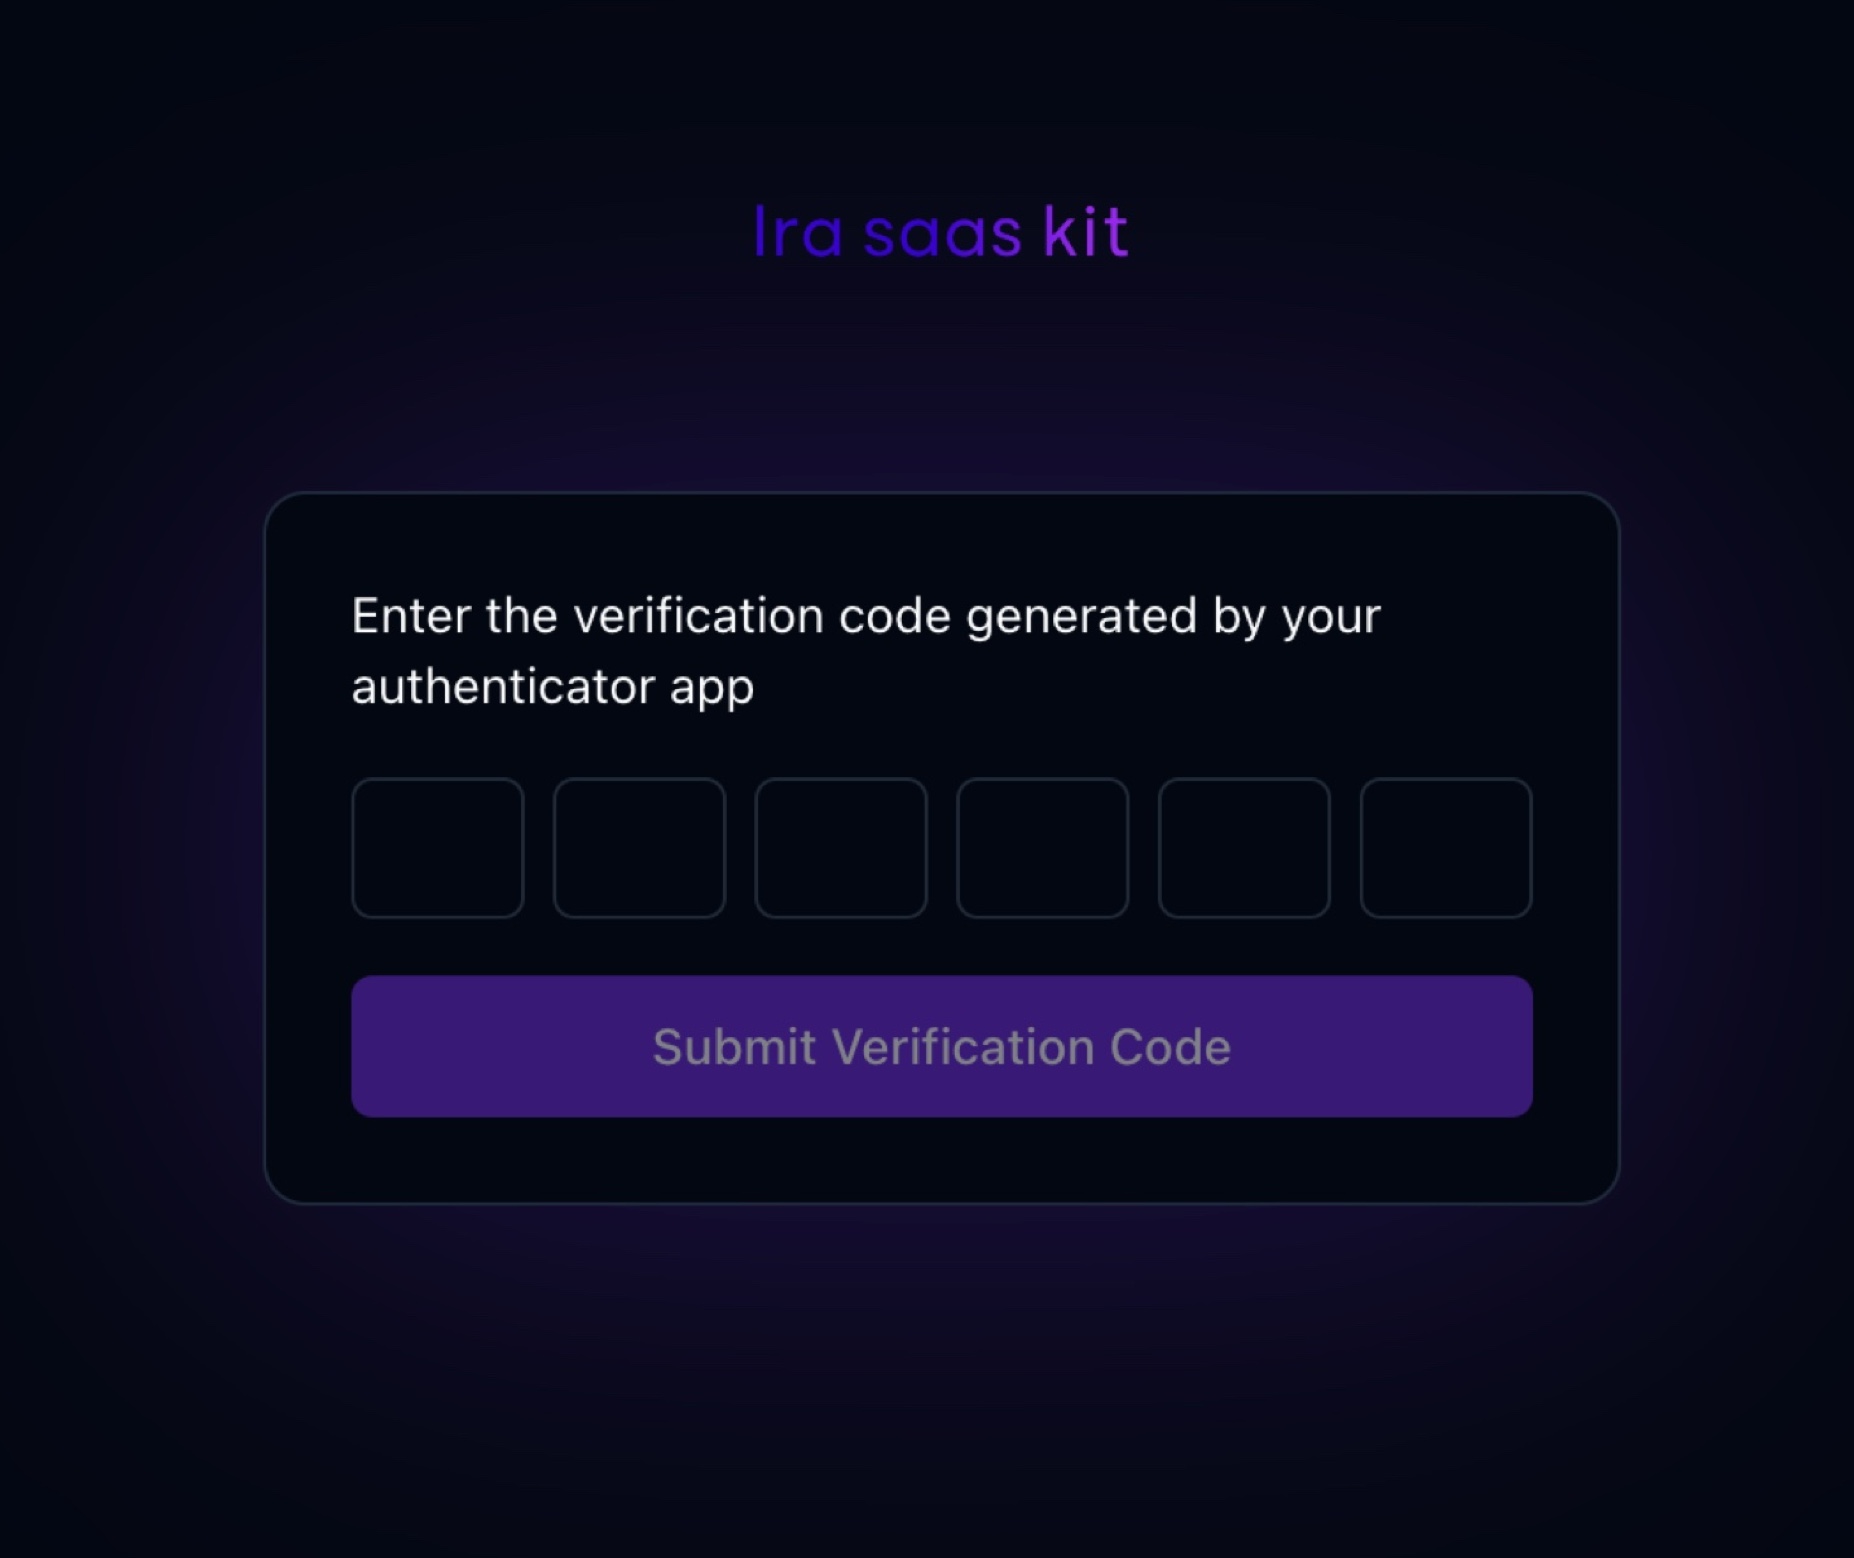 Ira saas kit
Enter the verification code generated by your
authenticator app
Submit Verification Code